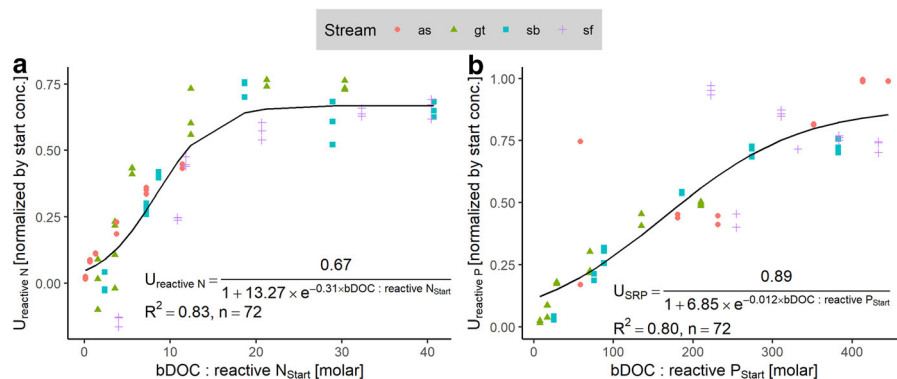 Stream as gt sb sf
a
U reactive N [normalized by start conc.]
0.75
0.50
0.25
0.00
U reactive N = 0.67 / 1 + 13.27 × e^-0.31×bDOC : reactive N Start
R² = 0.83, n = 72
0 10 20 30 40
bDOC : reactive N Start [molar]
b
U reactive P [normalized by start conc.]
1.00
0.75
0.50
0.25
0.00
U SRP = 0.89 / 1 + 6.85 × e^-0.012×bDOC : reactive P Start
R² = 0.80, n = 72
0 100 200 300 400
bDOC : reactive P Start [molar]